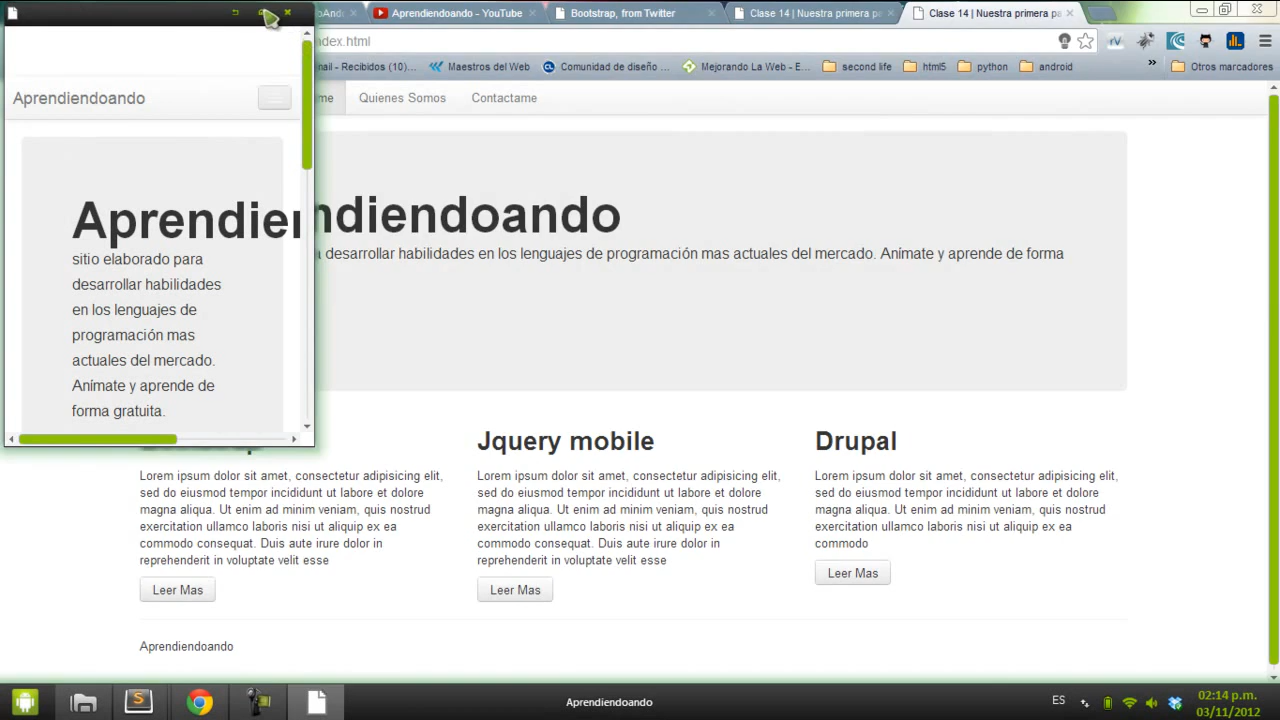 Aprendiendoando - YouTube
Bootstrap, from Twitter
Clase 14 | Nuestra primera pa
Clase 14 | Nuestra primera pa
dex.html
ail - Recibidos (10)...
Maestros del Web
Comunidad de diseño ...
Mejorando La Web - E...
second life
html5
python
android
»
Otros marcadores
Aprendiendoando
me
Quienes Somos
Contactame
Aprendier
ndiendoando
sitio elaborado para
desarrollar habilidades
en los lenguajes de
programación mas
actuales del mercado.
Anímate y aprende de
forma gratuita.
a desarrollar habilidades en los lenguajes de programación mas actuales del mercado. Anímate y aprende de forma
Lorem ipsum dolor sit amet, consectetur adipisicing elit,
sed do eiusmod tempor incididunt ut labore et dolore
magna aliqua. Ut enim ad minim veniam, quis nostrud
exercitation ullamco laboris nisi ut aliquip ex ea
commodo consequat. Duis aute irure dolor in
reprehenderit in voluptate velit esse
Leer Mas
Jquery mobile
Lorem ipsum dolor sit amet, consectetur adipisicing elit,
sed do eiusmod tempor incididunt ut labore et dolore
magna aliqua. Ut enim ad minim veniam, quis nostrud
exercitation ullamco laboris nisi ut aliquip ex ea
commodo consequat. Duis aute irure dolor in
reprehenderit in voluptate velit esse
Leer Mas
Drupal
Lorem ipsum dolor sit amet, consectetur adipisicing elit,
sed do eiusmod tempor incididunt ut labore et dolore
magna aliqua. Ut enim ad minim veniam, quis nostrud
exercitation ullamco laboris nisi ut aliquip ex ea
commodo
Leer Mas
Aprendiendoando
Aprendiendoando
ES
02:14 p.m.
03/11/2012